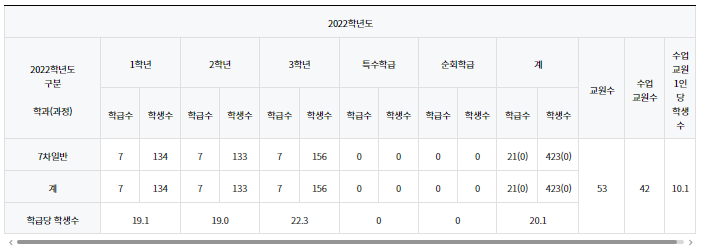 2022학년도
2022학년도
구분
학과(과정)
1학년 2학년 3학년 특수학급 순회학급 계 교원수 수업
교원수 수업
교원
1인
당
학생
수
학급수 학생수 학급수 학생수 학급수 학생수 학급수 학생수 학급수 학생수 학급수 학생수
7차일반 7 134 7 133 7 156 0 0 0 0 21(0) 423(0) 53 42 10.1
계 7 134 7 133 7 156 0 0 0 0 21(0) 423(0)
학급당 학생수 19.1 19.0 22.3 0 0 20.1